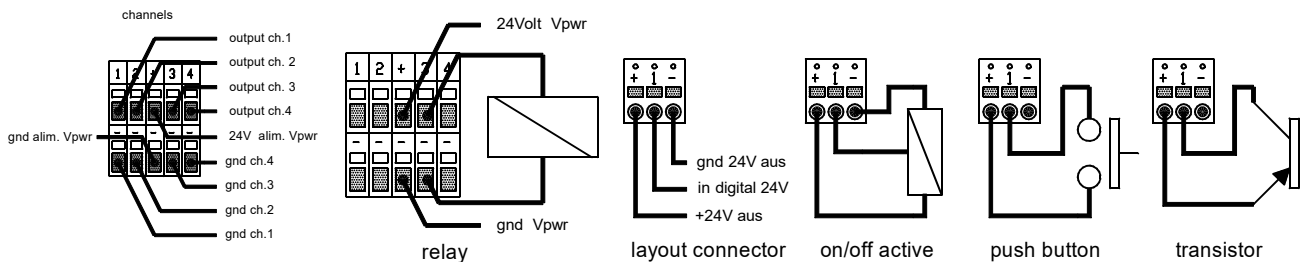 channels
output ch.1
output ch. 2
output ch. 3
output ch.4
gnd alim. Vpwr
24V alim. Vpwr
gnd ch.4
gnd ch.3
gnd ch.2
gnd ch.1
1 2 + 3 4
- - - - -
24Volt Vpwr
1 2 + 3 4
- - - - -
gnd Vpwr
relay
+ 1 -
gnd 24V aus
in digital 24V
+24V aus
layout connector
+ 1 -
on/off active
+ 1 -
push button
+ 1 -
transistor